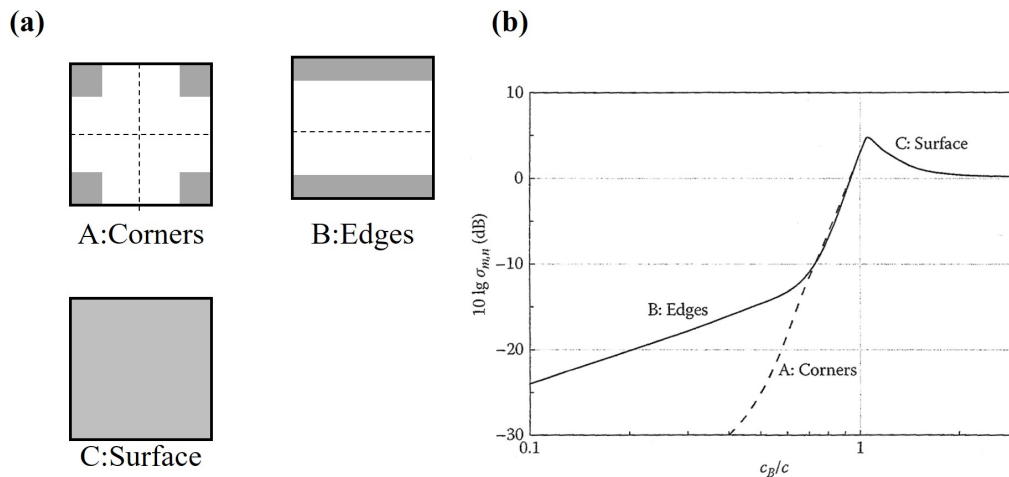 (a)
A:Corners
B:Edges
C:Surface
(b)
10 lg σm,n (dB)
10
0
−10
−20
−30
C: Surface
B: Edges
A: Corners
0.1
1
cB/c